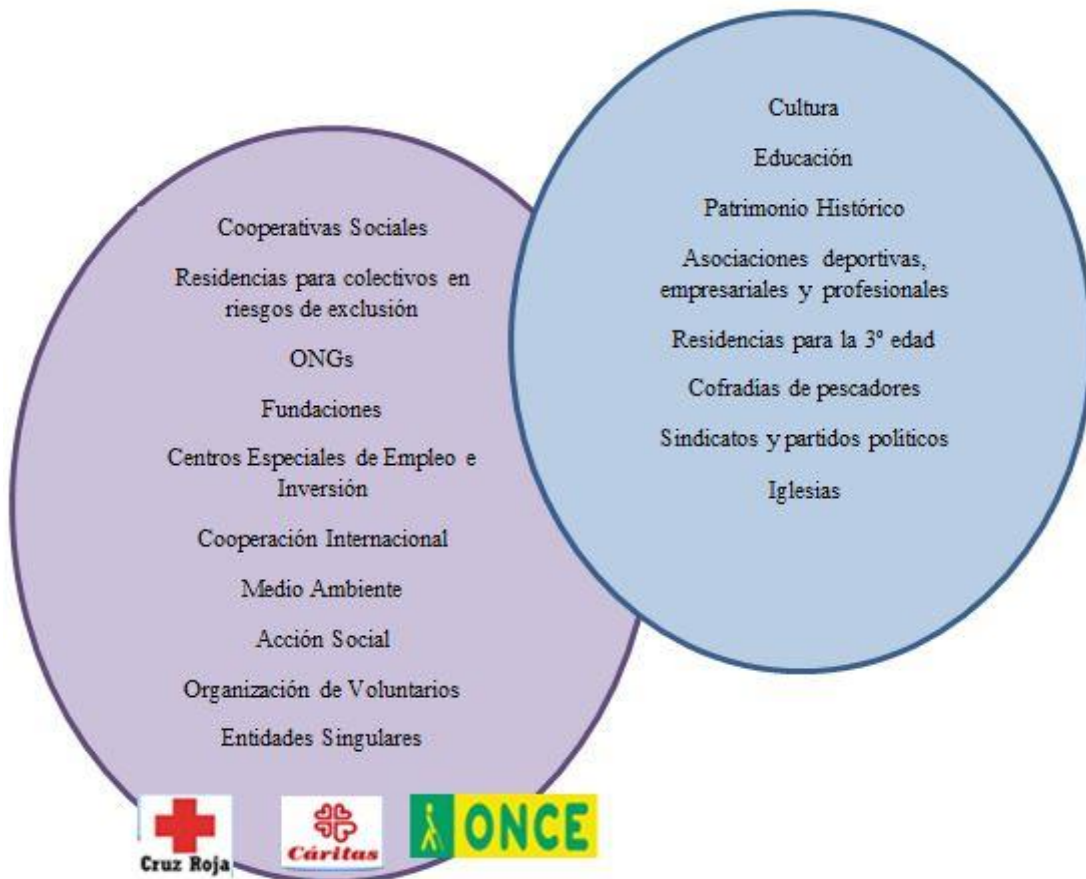 Cooperativas Sociales
Residencias para colectivos en
riesgos de exclusión
ONGs
Fundaciones
Centros Especiales de Empleo e
Inversión
Cooperación Internacional
Medio Ambiente
Acción Social
Organización de Voluntarios
Entidades Singulares
Cruz Roja
Cáritas
ONCE
Cultura
Educación
Patrimonio Histórico
Asociaciones deportivas,
empresariales y profesionales
Residencias para la 3º edad
Cofradías de pescadores
Sindicatos y partidos políticos
Iglesias